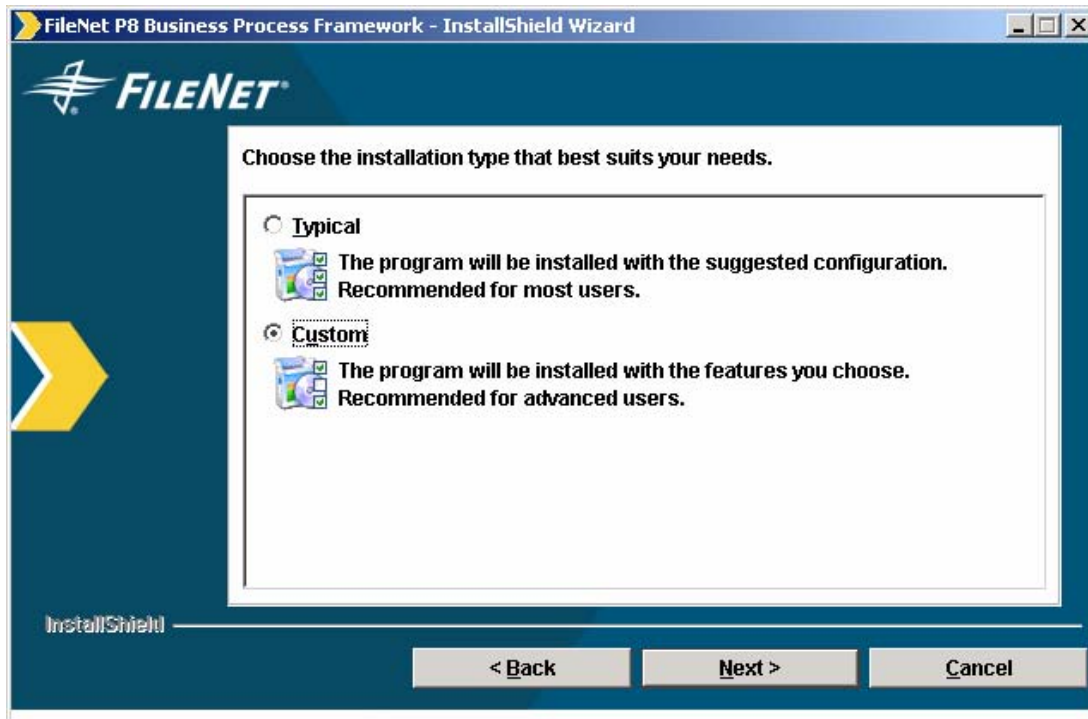 FileNet P8 Business Process Framework - InstallShield Wizard
FILENET®
Choose the installation type that best suits your needs.
Typical
The program will be installed with the suggested configuration.
Recommended for most users.
Custom
The program will be installed with the features you choose.
Recommended for advanced users.
InstallShield
< Back
Next >
Cancel